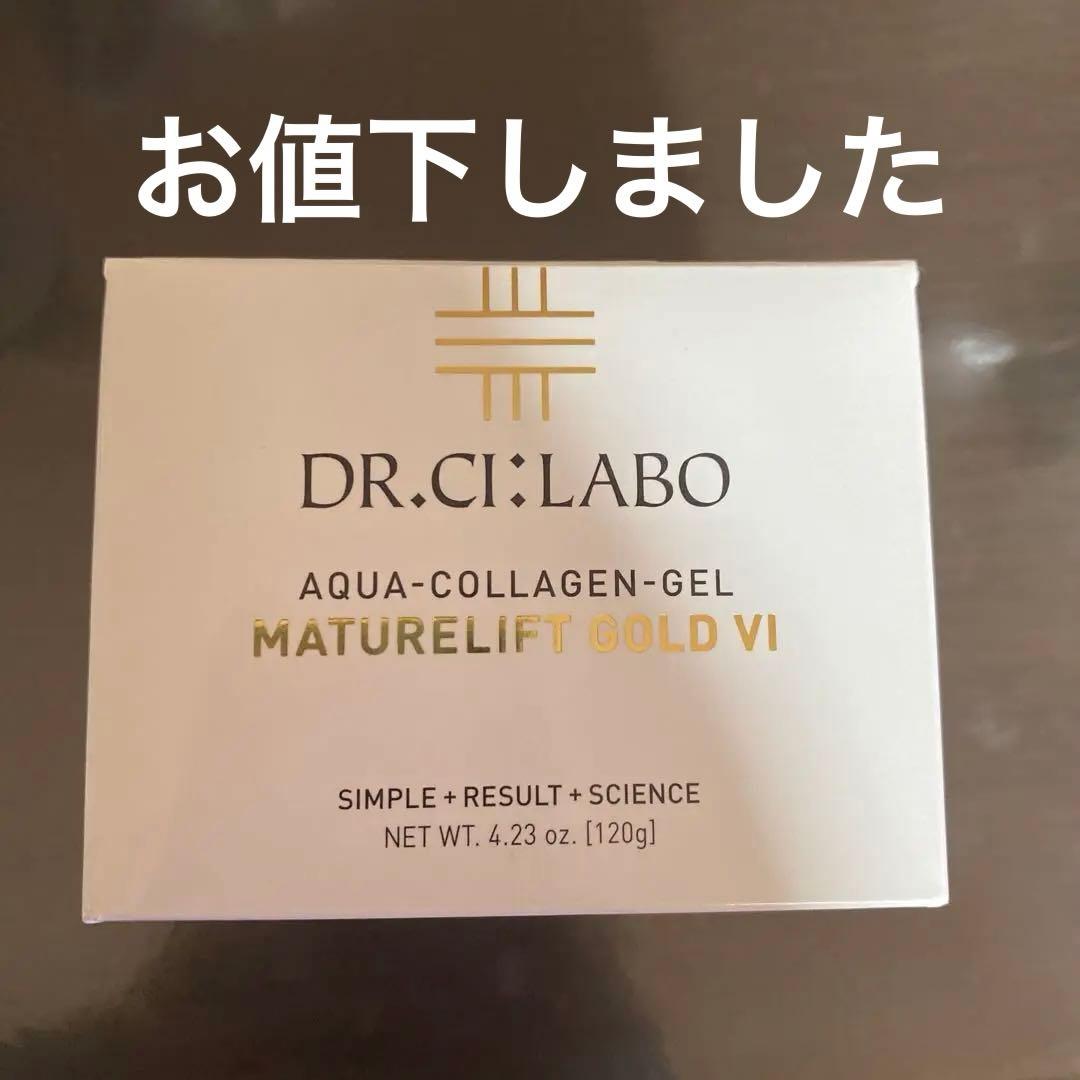 お値下しました
DR.CI:LABO
AQUA-COLLAGEN-GEL
MATURELIFT GOLD VI
SIMPLE + RESULT + SCIENCE
NET WT. 4.23 oz. [120g]